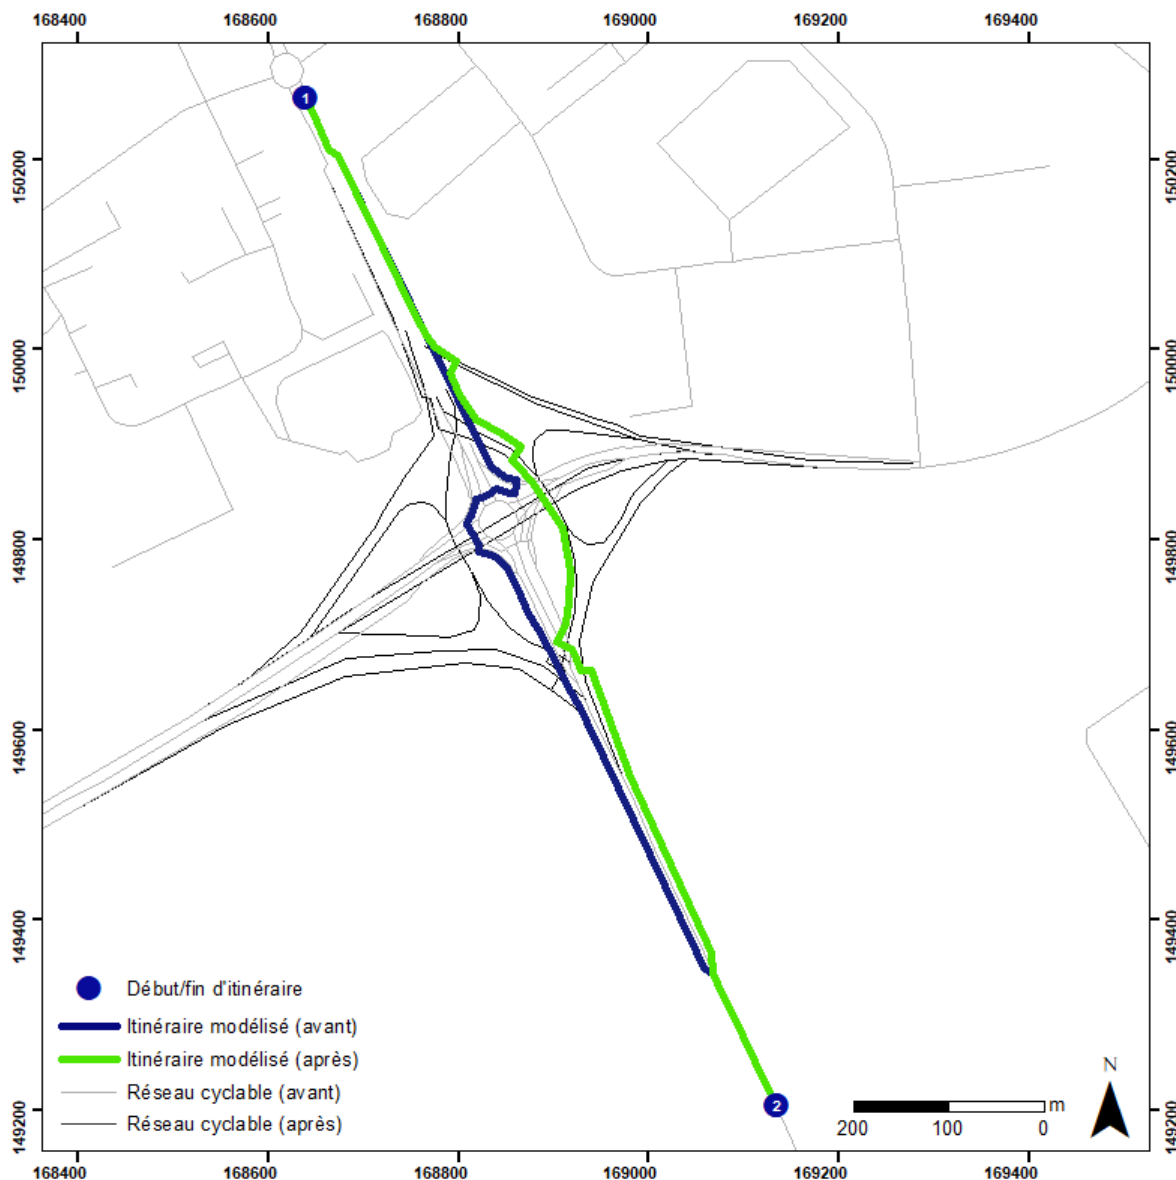 168400 168600 168800 169000 169200 169400
150200 150200
150000 150000
149800 149800
149600 149600
149400 149400
149200 149200
1
2
Début/fin d'itinéraire
Itinéraire modélisé (avant)
Itinéraire modélisé (après)
Réseau cyclable (avant)
Réseau cyclable (après)
N
m
200 100 0
168400 168600 168800 169000 169200 169400